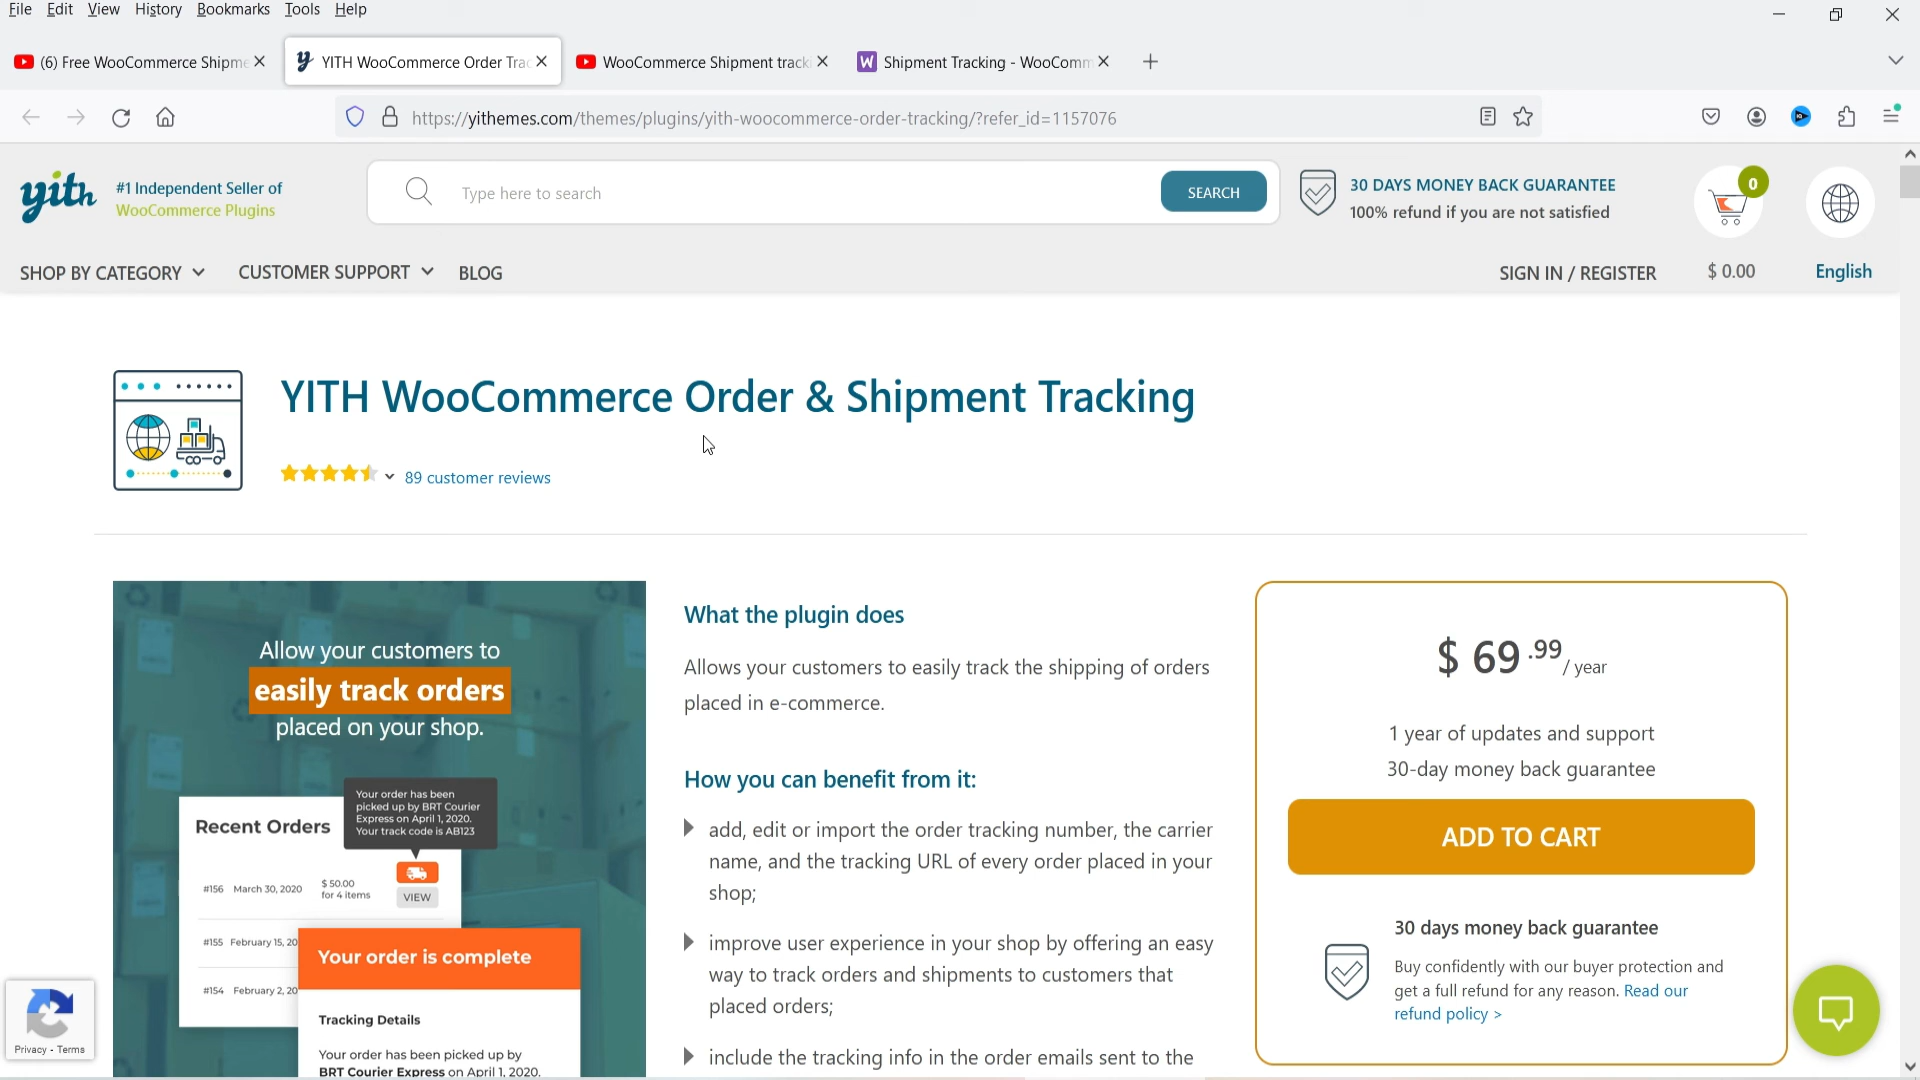 File Edit View History Bookmarks Tools Help
(6) Free WooCommerce Shipme
YITH WooCommerce Order Trac
WooCommerce Shipment tracki
W Shipment Tracking - WooComm
https://yithemes.com/themes/plugins/yith-woocommerce-order-tracking/?refer_id=1157076
yith
#1 Independent Seller of
WooCommerce Plugins
Type here to search
SEARCH
30 DAYS MONEY BACK GUARANTEE
100% refund if you are not satisfied
0
SHOP BY CATEGORY
CUSTOMER SUPPORT
BLOG
SIGN IN / REGISTER
$ 0.00
English
YITH WooCommerce Order & Shipment Tracking
89 customer reviews
Allow your customers to
easily track orders
placed on your shop.
Your order has been
picked up by BRT Courier
Express on April 1, 2020.
Your track code is AB123
Recent Orders
#156 March 30, 2020 $ 50.00
for 4 items
VIEW
#155 February 15, 20
#154 February 2, 20
Your order is complete
Tracking Details
Your order has been picked up by
BRT Courier Express on April 1, 2020.
What the plugin does
Allows your customers to easily track the shipping of orders
placed in e-commerce.
How you can benefit from it:
add, edit or import the order tracking number, the carrier
name, and the tracking URL of every order placed in your
shop;
improve user experience in your shop by offering an easy
way to track orders and shipments to customers that
placed orders;
include the tracking info in the order emails sent to the
$ 69.99 / year
1 year of updates and support
30-day money back guarantee
ADD TO CART
30 days money back guarantee
Buy confidently with our buyer protection and
get a full refund for any reason. Read our
refund policy >
Privacy - Terms